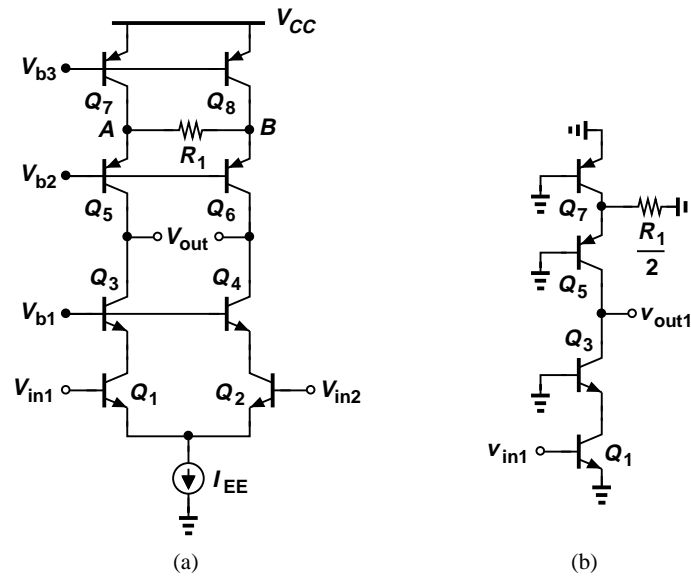 V_CC
V_b3
Q_7
Q_8
A
B
R_1
V_b2
Q_5
Q_6
V_out
Q_3
Q_4
V_b1
V_in1
Q_1
Q_2
V_in2
I_EE
(a)
Q_7
R_1
2
Q_5
v_out1
Q_3
v_in1
Q_1
(b)